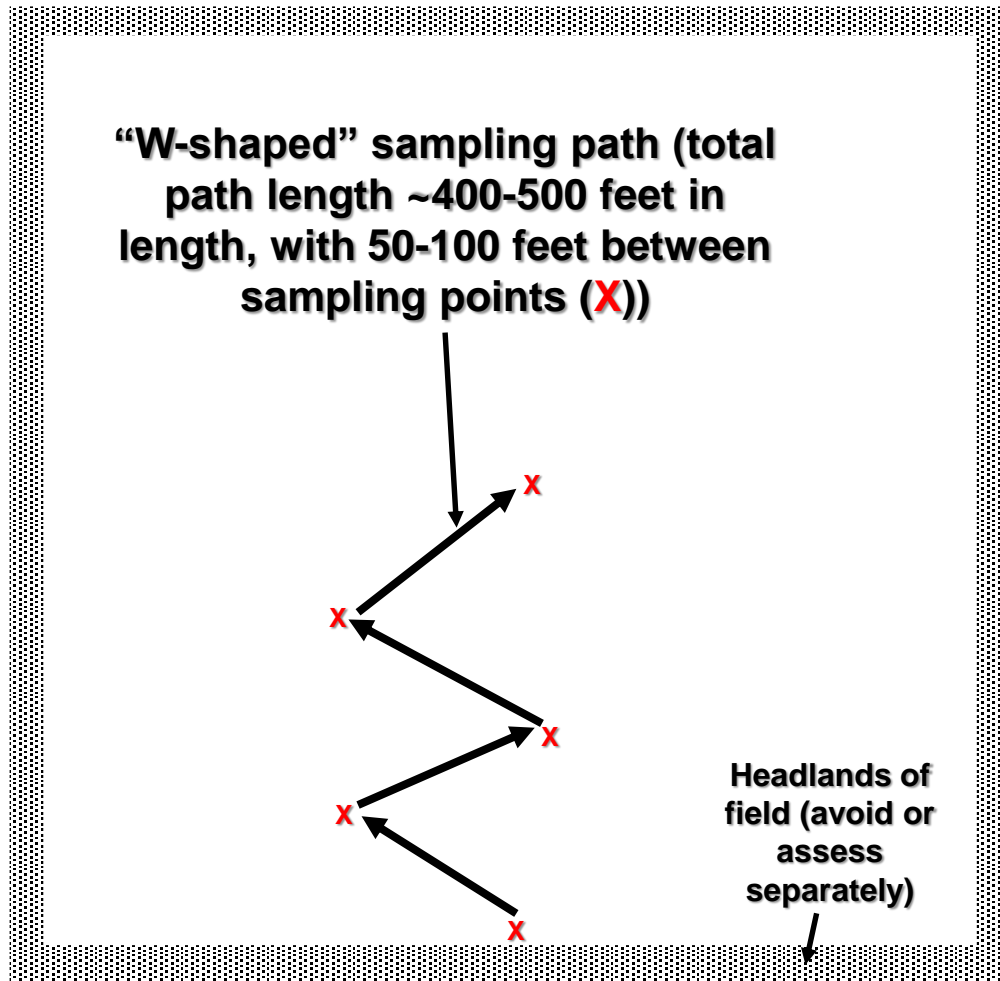 “W-shaped” sampling path (total
path length ~400-500 feet in
length, with 50-100 feet between
sampling points (X))
X
X
X
Headlands of
field (avoid or
assess
separately)
X
X